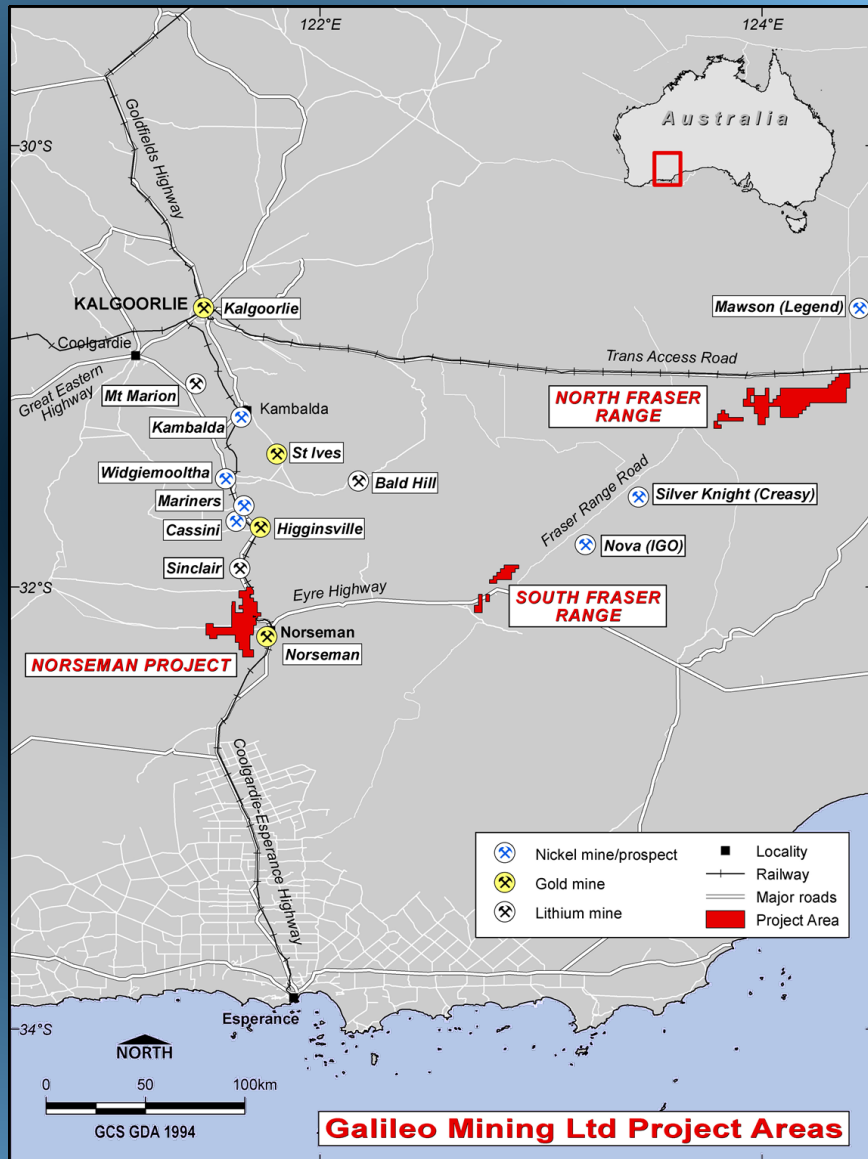 122°E
124°E
Australia
30°S
Goldfields Highway
KALGOORLIE
Kalgoorlie
Mawson (Legend)
Coolgardie
Trans Access Road
Great Eastern
Highway
Mt Marion
NORTH FRASER
RANGE
Kambalda
Kambalda
St Ives
Widgiemooltha
Bald Hill
Fraser Range Road
Silver Knight (Creasy)
Mariners
Cassini
Higginsville
Nova (IGO)
Sinclair
32°S
Eyre Highway
SOUTH FRASER
RANGE
Norseman
Norseman
NORSEMAN PROJECT
Coolgardie-Esperance Highway
Nickel mine/prospect
Gold mine
Lithium mine
Locality
Railway
Major roads
Project Area
Esperance
34°S
NORTH
0 50 100km
GCS GDA 1994
Galileo Mining Ltd Project Areas